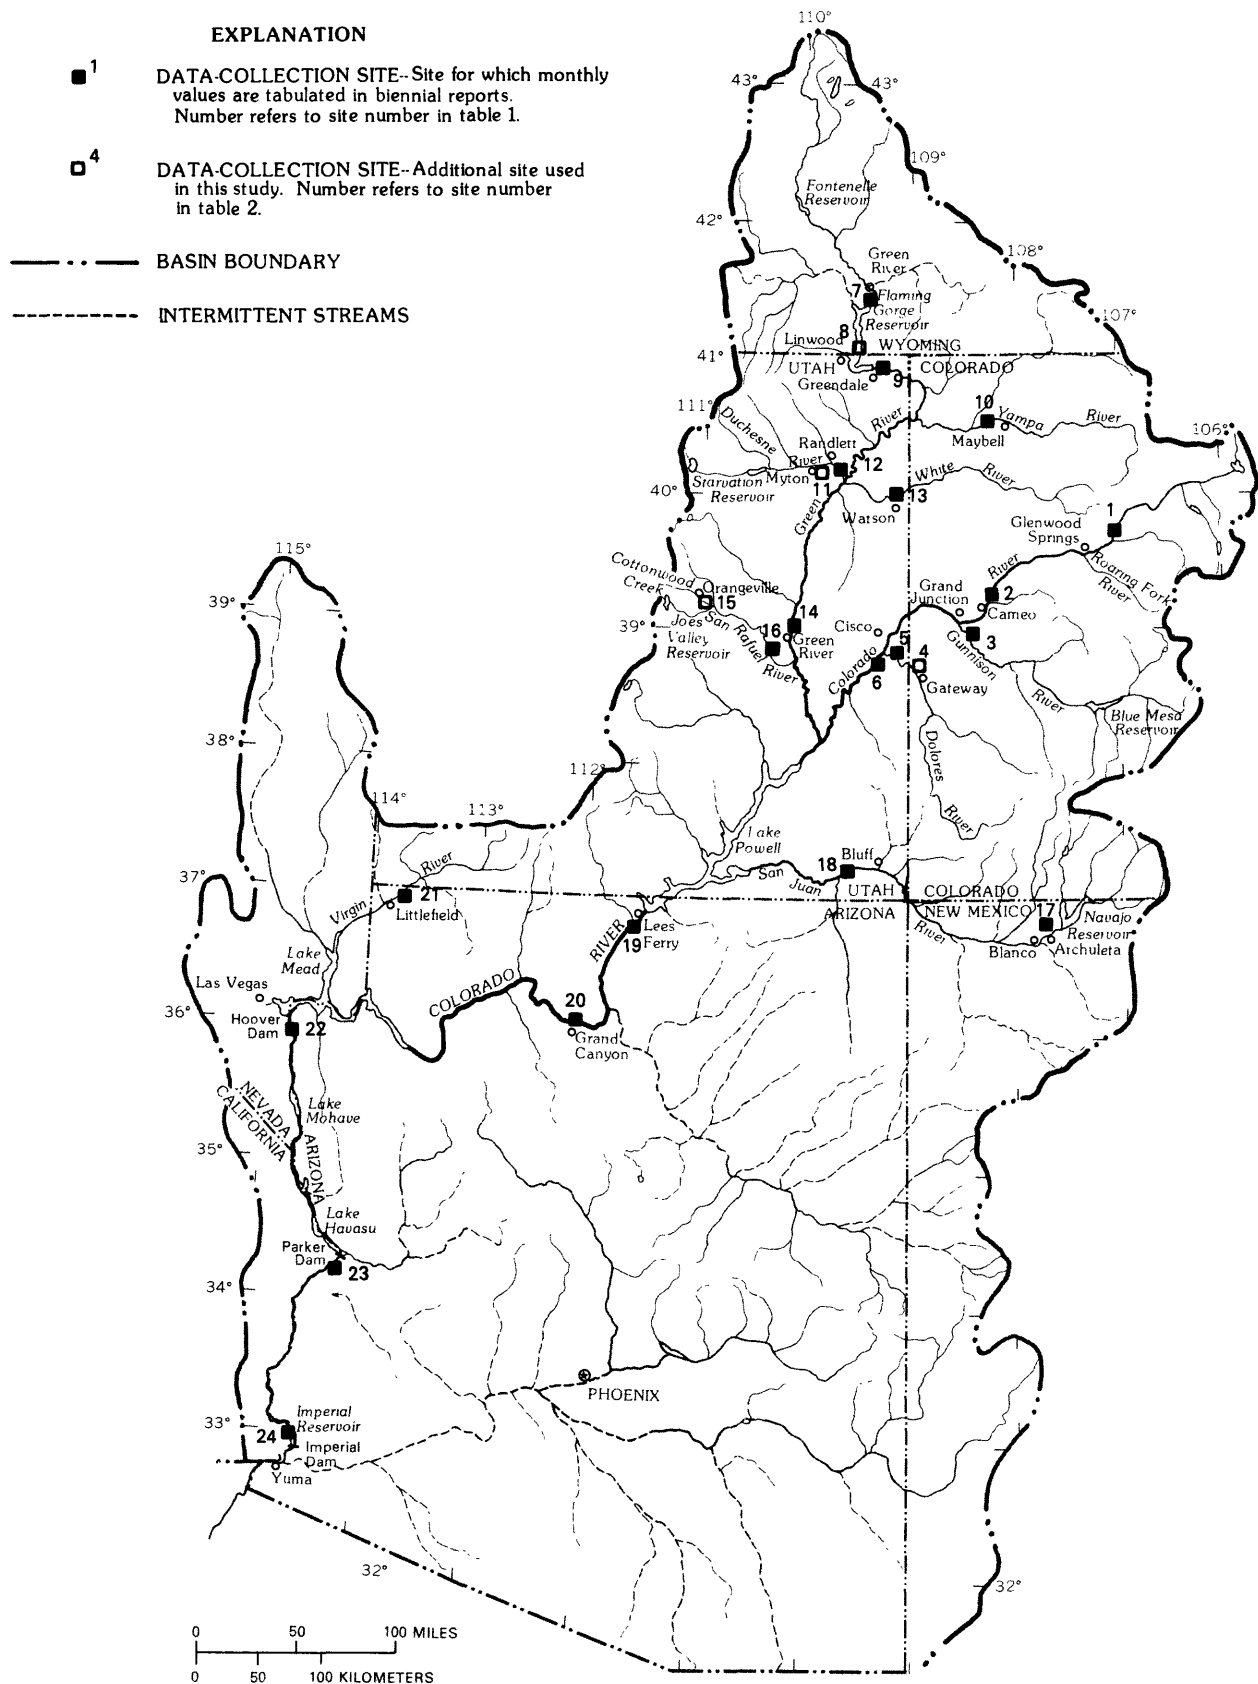 EXPLANATION
1
DATA-COLLECTION SITE--Site for which monthly
values are tabulated in biennial reports.
Number refers to site number in table 1.
4
DATA-COLLECTION SITE--Additional site used
in this study. Number refers to site number
in table 2.
BASIN BOUNDARY
INTERMITTENT STREAMS
110°
43°
43°
109°
Fontenelle
Reservoir
42°
108°
Green
River
7
Flaming
Gorge
Reservoir
107°
8
Linwood
WYOMING
41°
UTAH
COLORADO
Greendale
9
111°
10
106°
Duchesne
River
River
Yampa
River
Maybell
Randlett
12
Starvation
Reservoir
Myton
11
40°
White
River
13
Watson
Green
1
Glenwood
Springs
Roaring Fork
River
115°
Cottonwood
Creek
Orangeville
15
Grand
Junction
River
2
Cameo
39°
39°
Joes
Valley
Reservoir
San Rafael
River
16
14
Green
River
Cisco
5
4
3
Gunnison
River
Colorado
6
Gateway
Blue Mesa
Reservoir
38°
Dolores
River
112°
114°
113°
Lake
Powell
37°
River
Virgin
21
Littlefield
18
Bluff
San
Juan
River
UTAH
COLORADO
ARIZONA
NEW MEXICO
17
Navajo
Reservoir
Blanco
Archuleta
Lees
Ferry
19
RIVER
COLORADO
Lake
Mead
Las Vegas
36°
Hoover
Dam
22
20
Grand
Canyon
NEVADA
CALIFORNIA
ARIZONA
Lake
Mohave
35°
Lake
Havasu
Parker
Dam
23
34°
PHOENIX
33°
Imperial
Reservoir
24
Imperial
Dam
Yuma
32°
32°
0 50 100 MILES
0 50 100 KILOMETERS